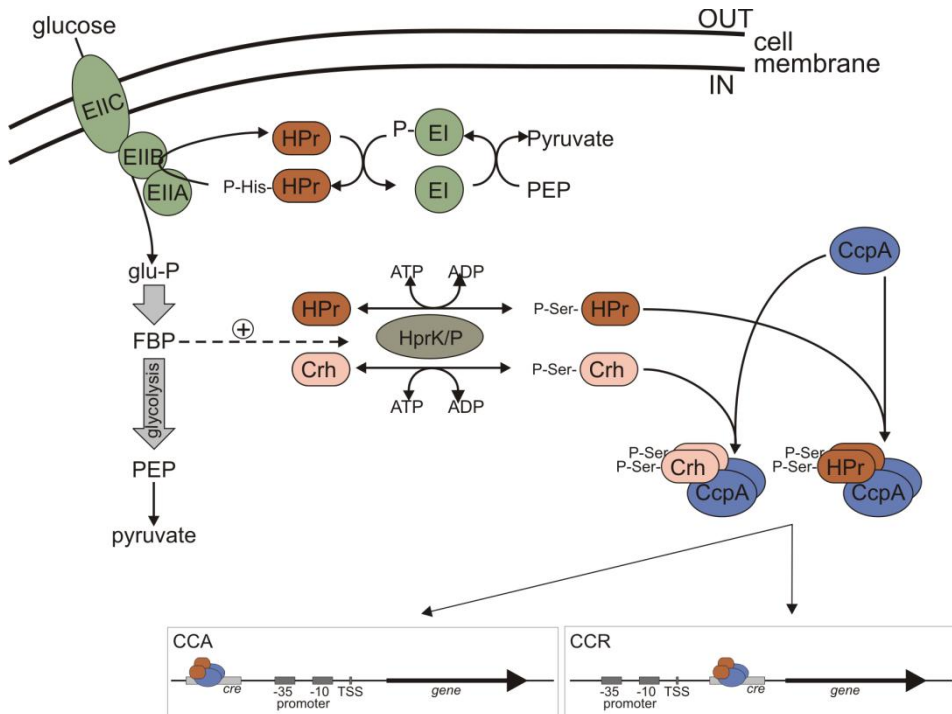 glucose
OUT
cell
membrane
IN
EIIC
EIIB
EIIA
HPr
P-His-HPr
P-EI
EI
Pyruvate
PEP
glu-P
FBP
glycolysis
PEP
pyruvate
+
ATP ADP
HPr
HprK/P
P-Ser-HPr
Crh
P-Ser-Crh
ATP ADP
CcpA
P-Ser
P-Ser-Crh
CcpA
P-Ser
P-Ser-HPr
CcpA
CCA
cre
-35 -10 TSS
promoter
gene
CCR
-35 -10 TSS
promoter
cre
gene